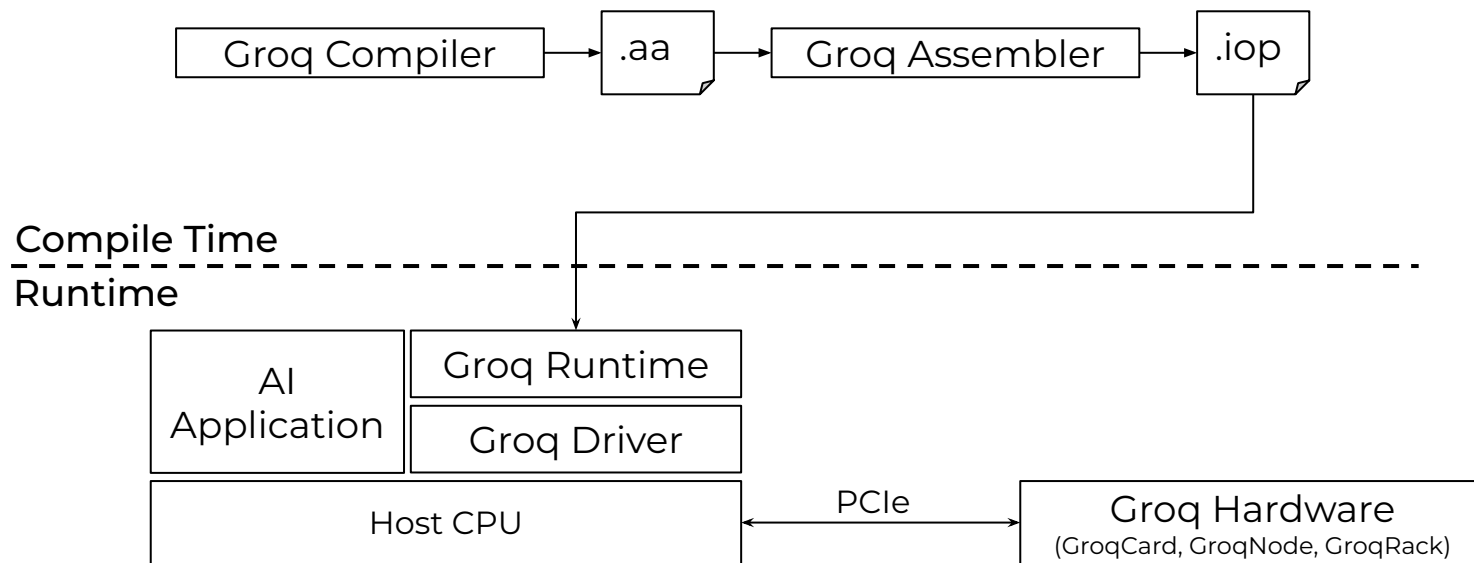 Groq Compiler
.aa
Groq Assembler
.iop
Compile Time
Runtime
AI
Application
Groq Runtime
Groq Driver
Host CPU
PCIe
Groq Hardware
(GroqCard, GroqNode, GroqRack)